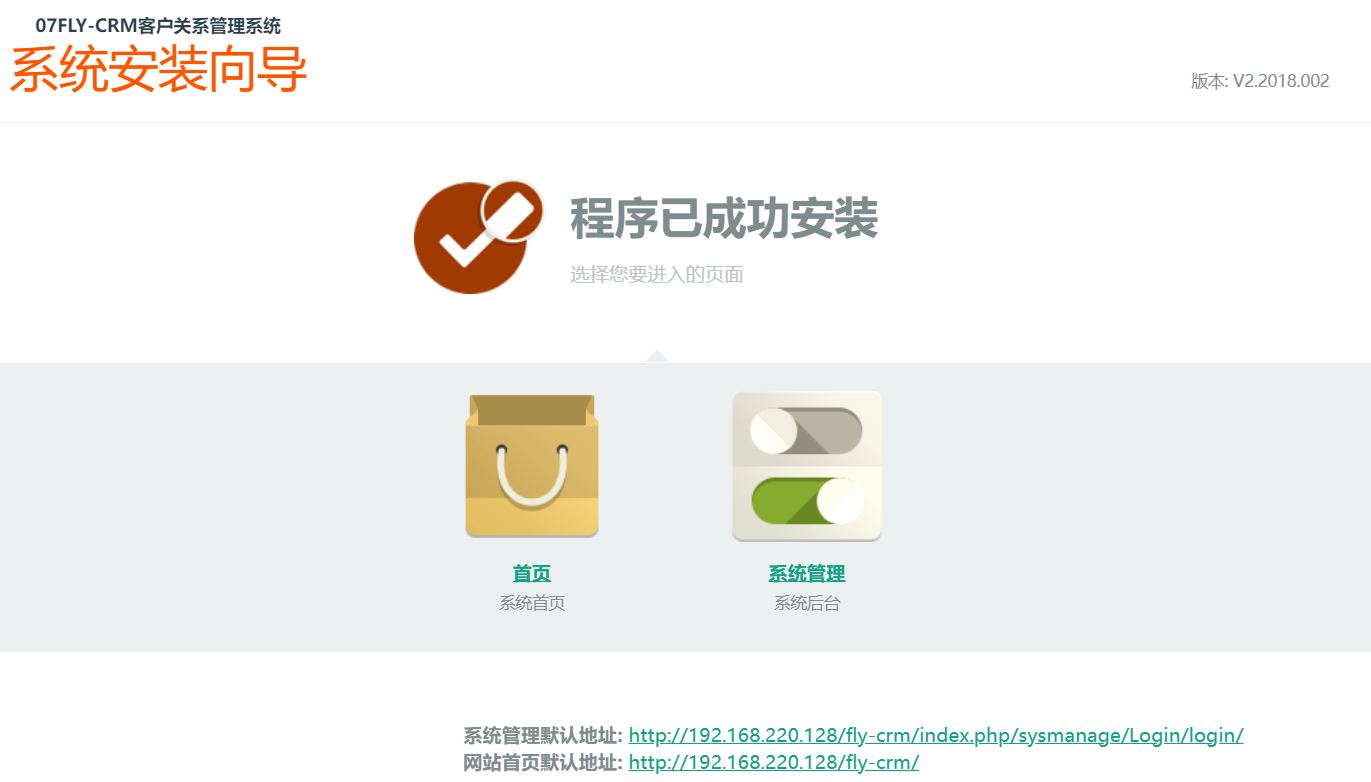 07FLY-CRM客户关系管理系统
系统安装向导
版本: V2.2018.002
程序已成功安装
选择您要进入的页面
首页
系统管理
系统首页
系统后台
系统管理默认地址: http://192.168.220.128/fly-crm/index.php/sysmanage/Login/login/
网站首页默认地址: http://192.168.220.128/fly-crm/